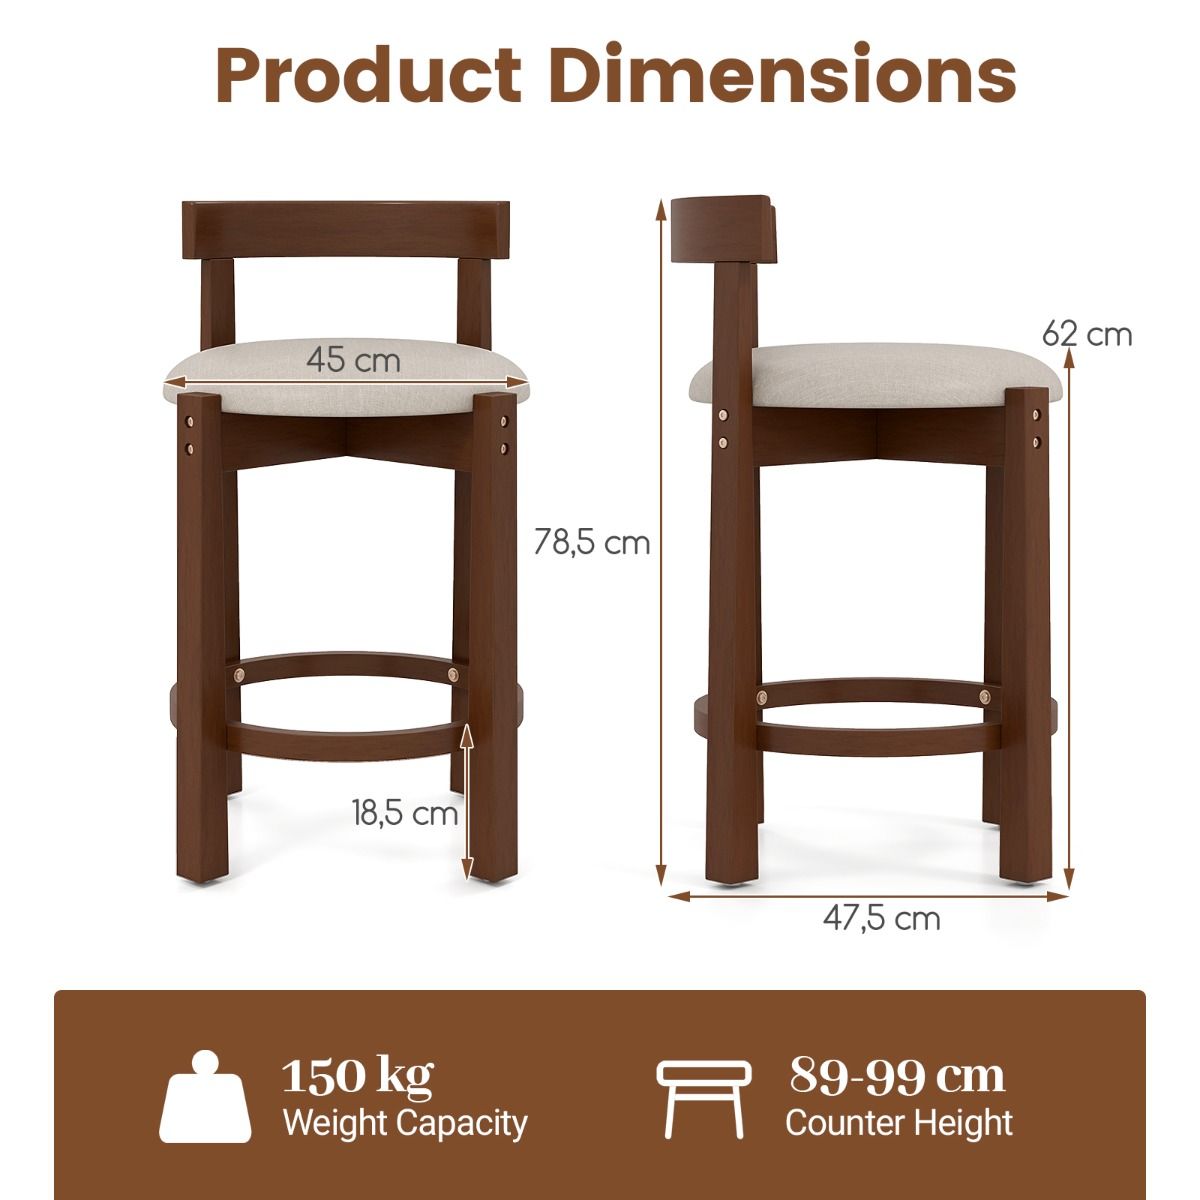 Product Dimensions
45 cm
62 cm
78,5 cm
18,5 cm
47,5 cm
150 kg
Weight Capacity
89-99 cm
Counter Height